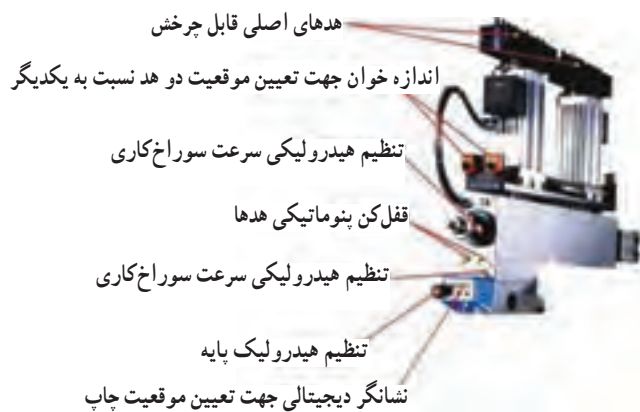 هدهای اصلی قابل چرخش
اندازه خوان جهت تعیین موقعیت دو هد نسبت به یکدیگر
تنظیم هیدرولیکی سرعت سوراخ‌کاری
قفل‌کن پنوماتیکی هدها
تنظیم هیدرولیکی سرعت سوراخ‌کاری
تنظیم هیدرولیک پایه
نشانگر دیجیتالی جهت تعیین موقعیت چاپ